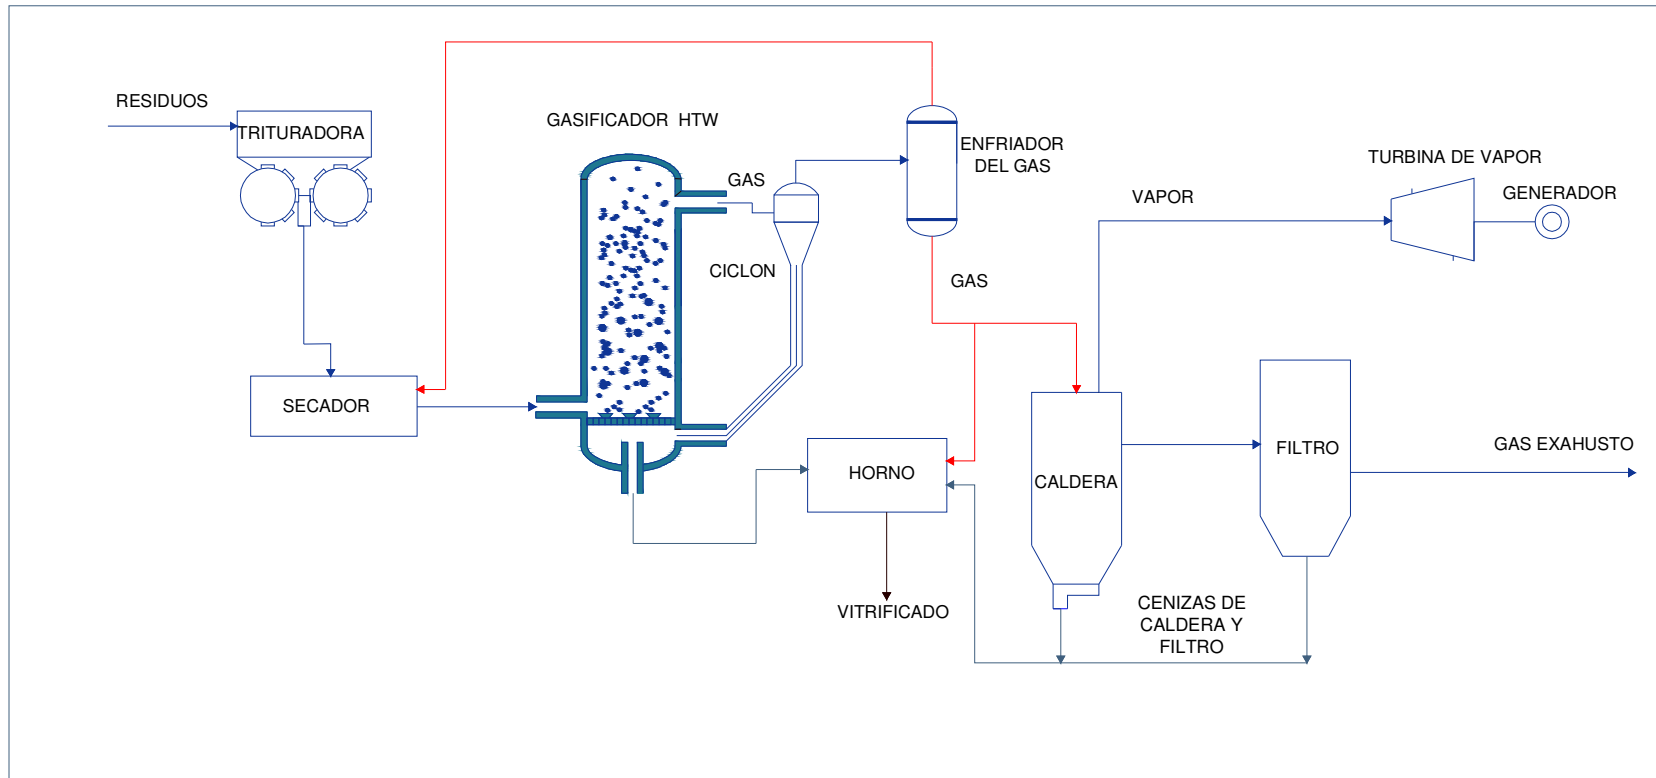 RESIDUOS
TRITURADORA
GASIFICADOR  HTW
GAS
ENFRIADOR
DEL GAS
TURBINA DE VAPOR
GENERADOR
VAPOR
CICLON
GAS
SECADOR
HORNO
CALDERA
FILTRO
GAS EXAHUSTO
VITRIFICADO
CENIZAS DE
CALDERA Y
FILTRO